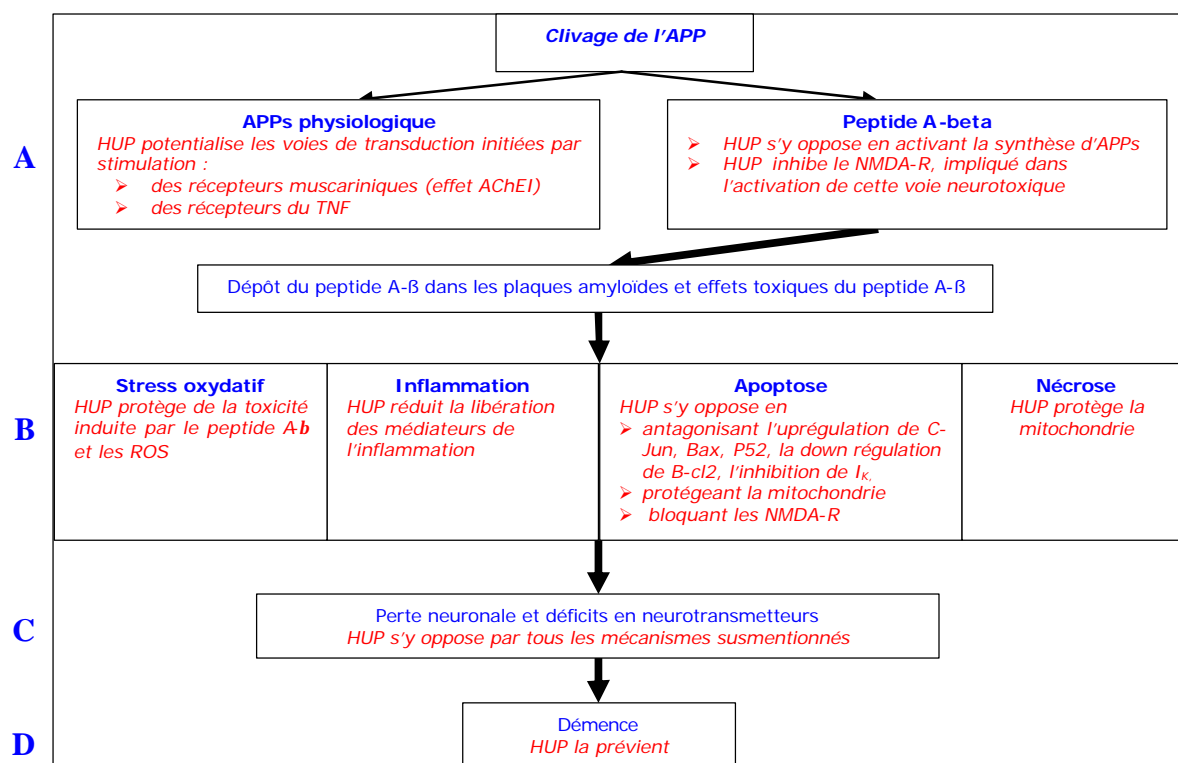 Clivage de l'APP
A
APPs physiologique
HUP potentialise les voies de transduction initiées par
stimulation :
➢ des récepteurs muscariniques (effet AChEI)
➢ des récepteurs du TNF
Peptide A-beta
➢ HUP s'y oppose en activant la synthèse d'APPs
➢ HUP inhibe le NMDA-R, impliqué dans
l'activation de cette voie neurotoxique
Dépôt du peptide A-ß dans les plaques amyloïdes et effets toxiques du peptide A-ß
B
Stress oxydatif
HUP protège de la toxicité
induite par le peptide A-b
et les ROS
Inflammation
HUP réduit la libération
des médiateurs de
l'inflammation
Apoptose
HUP s'y oppose en
➢ antagonisant l'uprégulation de C-
Jun, Bax, P52, la down régulation
de B-cl2, l'inhibition de IK,
➢ protégeant la mitochondrie
➢ bloquant les NMDA-R
Nécrose
HUP protège la
mitochondrie
C
Perte neuronale et déficits en neurotransmetteurs
HUP s'y oppose par tous les mécanismes susmentionnés
D
Démence
HUP la prévient